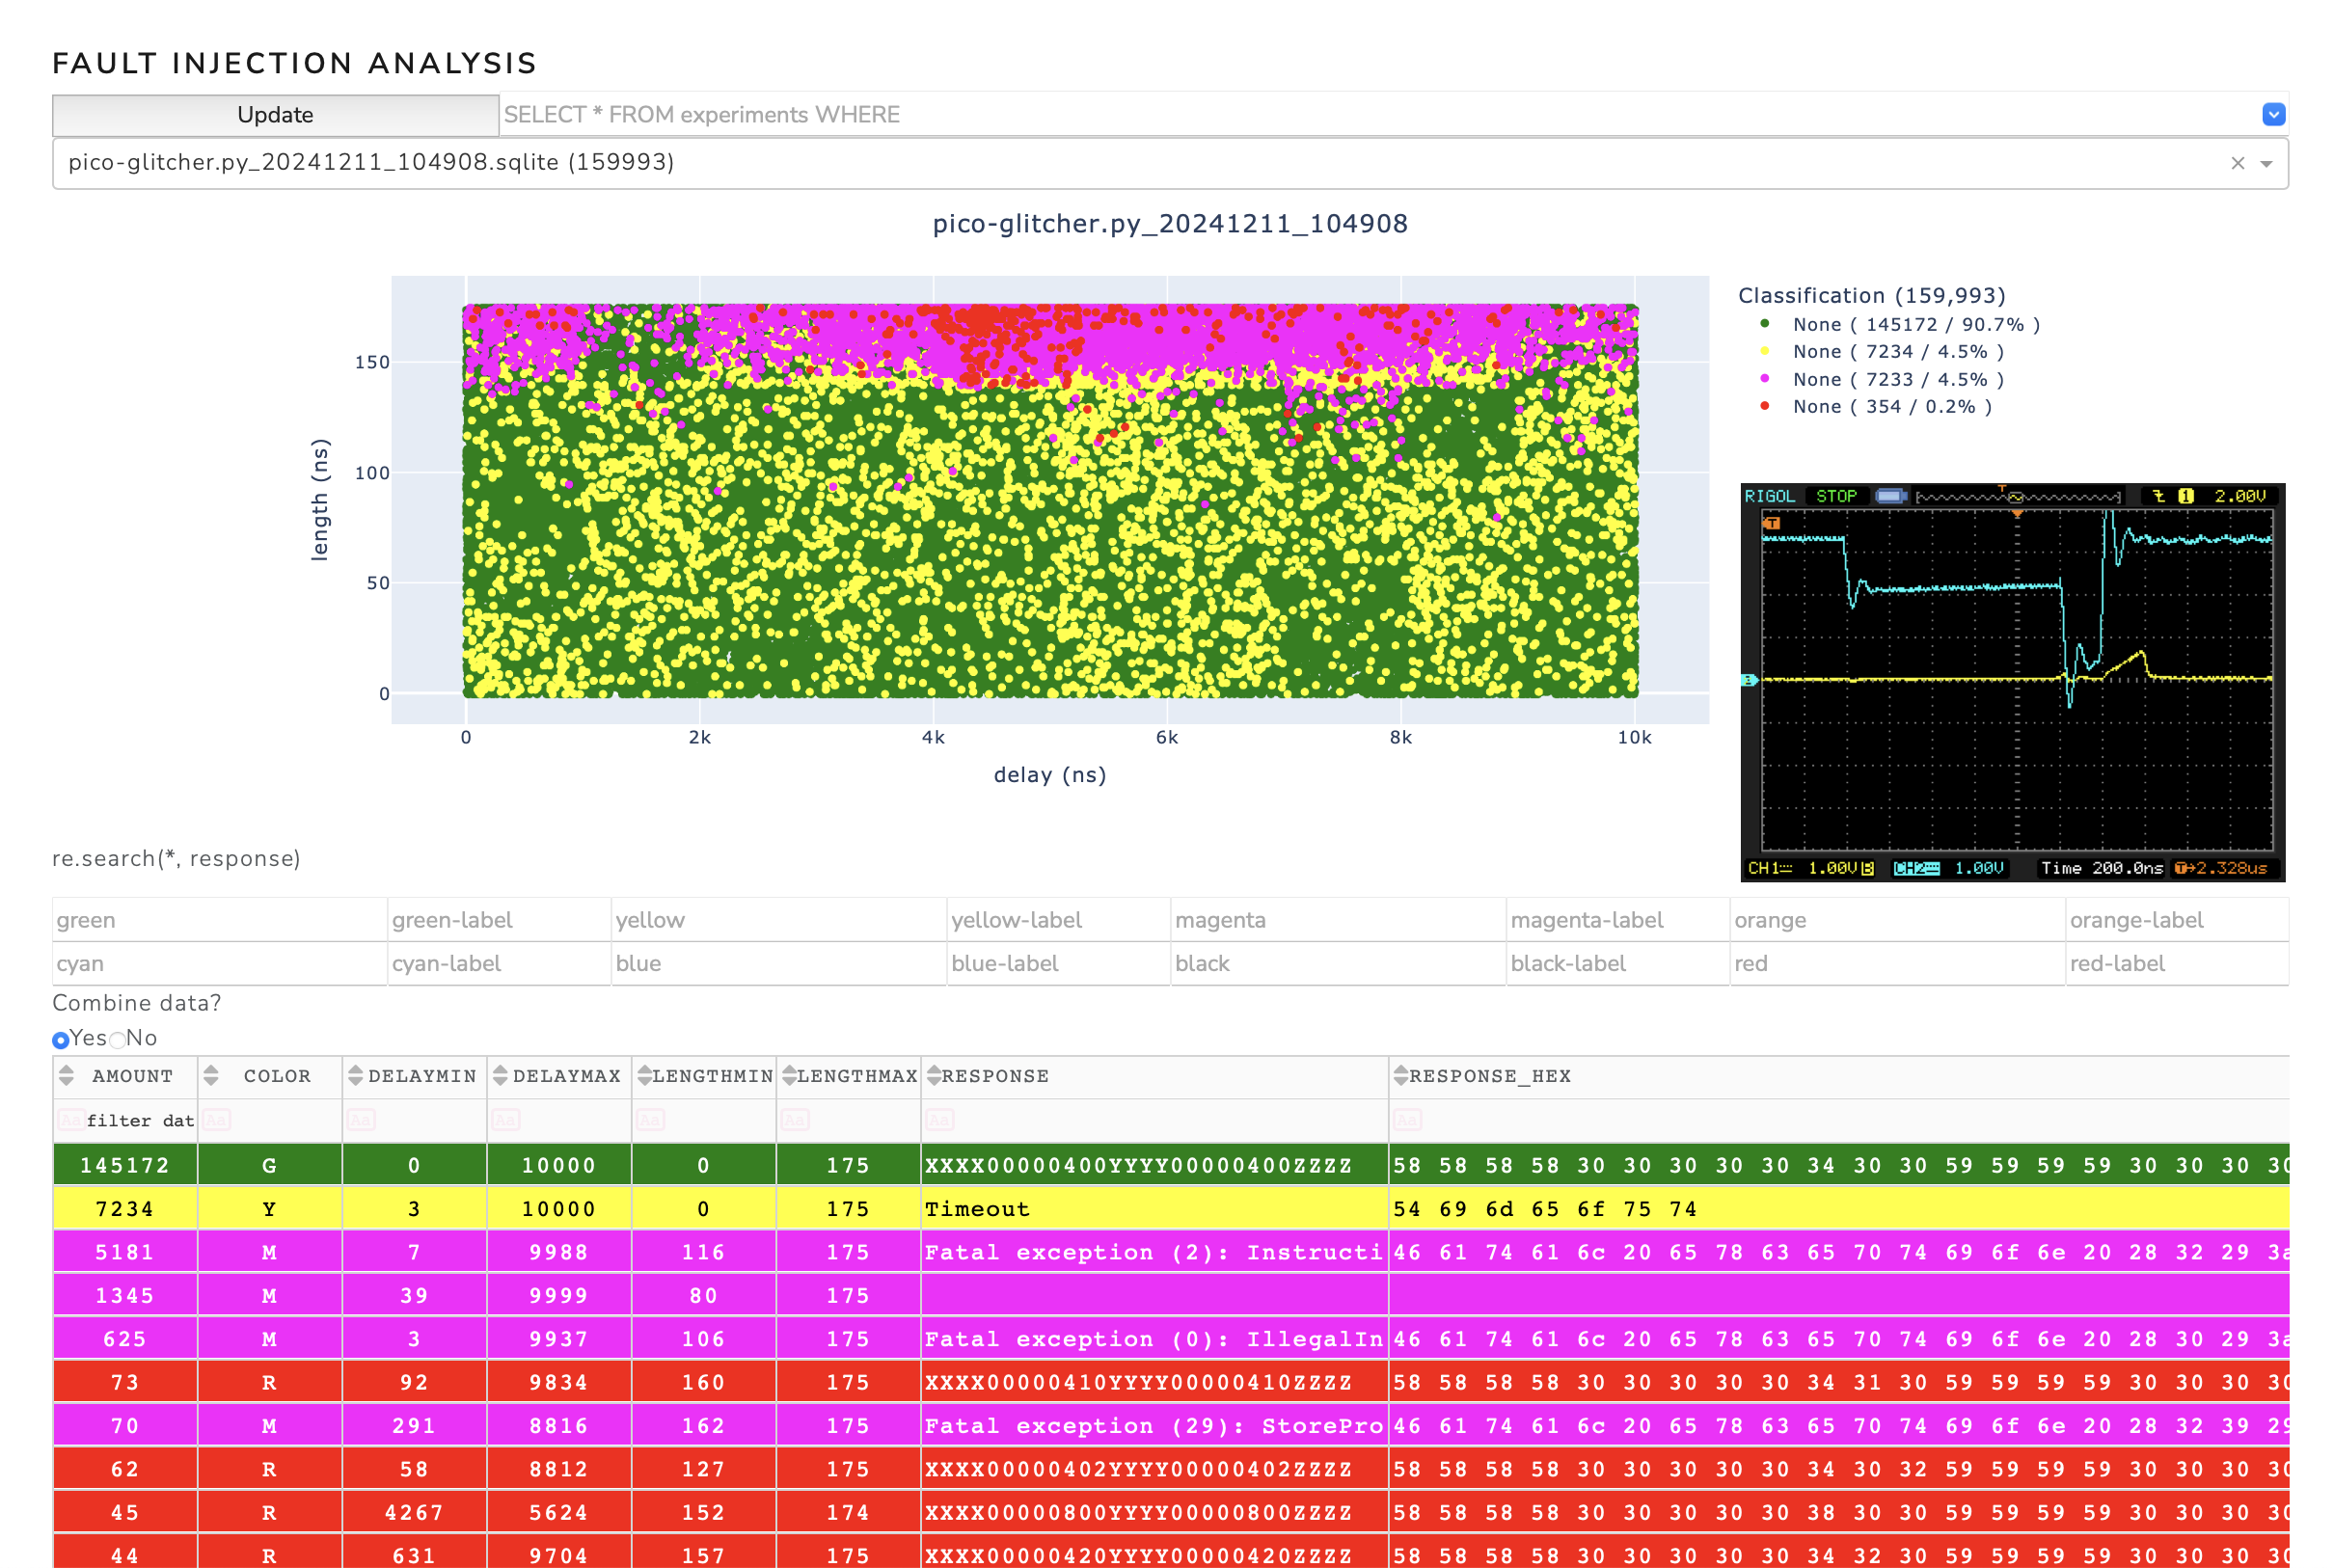 FAULT INJECTION ANALYSIS
Update SELECT * FROM experiments WHERE
pico-glitcher.py_20241211_104908.sqlite (159993)
pico-glitcher.py_20241211_104908
Classification (159,993)
None ( 145172 / 90.7% )
None ( 7234 / 4.5% )
None ( 7233 / 4.5% )
None ( 354 / 0.2% )
150
100
50
0
length (ns)
0 2k 4k 6k 8k 10k
delay (ns)
RIGOL STOP T 1 2.00V
T
CH1 1.00V B CH2 1.00V Time 200.0ns T→2.328us
re.search(*, response)
green green-label yellow yellow-label magenta magenta-label orange orange-label
cyan cyan-label blue blue-label black black-label red red-label
Combine data?
Yes No
AMOUNT COLOR DELAYMIN DELAYMAX LENGTHMIN LENGTHMAX RESPONSE RESPONSE_HEX
Aa filter dat Aa Aa Aa Aa Aa Aa Aa
145172 G 0 10000 0 175 XXXX00000400YYYY00000400ZZZZ 58 58 58 58 30 30 30 30 30 34 30 30 59 59 59 59 30 30 30 30
7234 Y 3 10000 0 175 Timeout 54 69 6d 65 6f 75 74
5181 M 7 9988 116 175 Fatal exception (2): Instructi 46 61 74 61 6c 20 65 78 63 65 70 74 69 6f 6e 20 28 32 29 3a
1345 M 39 9999 80 175
625 M 3 9937 106 175 Fatal exception (0): IllegalIn 46 61 74 61 6c 20 65 78 63 65 70 74 69 6f 6e 20 28 30 29 3a
73 R 92 9834 160 175 XXXX00000410YYYY00000410ZZZZ 58 58 58 58 30 30 30 30 30 34 31 30 59 59 59 59 30 30 30 30
70 M 291 8816 162 175 Fatal exception (29): StorePro 46 61 74 61 6c 20 65 78 63 65 70 74 69 6f 6e 20 28 32 39 29
62 R 58 8812 127 175 XXXX00000402YYYY00000402ZZZZ 58 58 58 58 30 30 30 30 30 34 30 32 59 59 59 59 30 30 30 30
45 R 4267 5624 152 174 XXXX00000800YYYY00000800ZZZZ 58 58 58 58 30 30 30 30 30 38 30 30 59 59 59 59 30 30 30 30
44 R 631 9704 157 175 XXXX00000420YYYY00000420ZZZZ 58 58 58 58 30 30 30 30 30 34 32 30 59 59 59 59 30 30 30 30